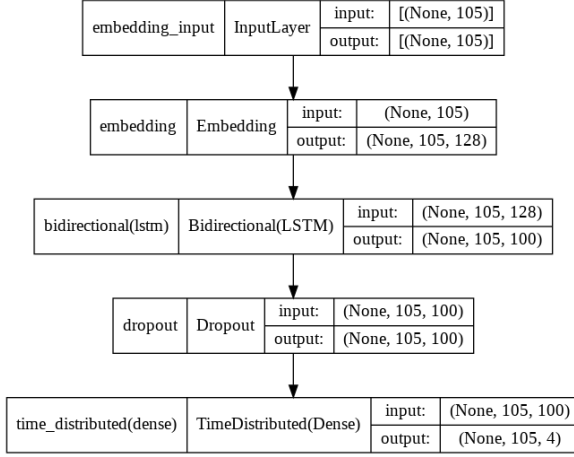 embedding_input InputLayer input: [(None, 105)]
output: [(None, 105)]
embedding Embedding input: (None, 105)
output: (None, 105, 128)
bidirectional(lstm) Bidirectional(LSTM) input: (None, 105, 128)
output: (None, 105, 100)
dropout Dropout input: (None, 105, 100)
output: (None, 105, 100)
time_distributed(dense) TimeDistributed(Dense) input: (None, 105, 100)
output: (None, 105, 4)